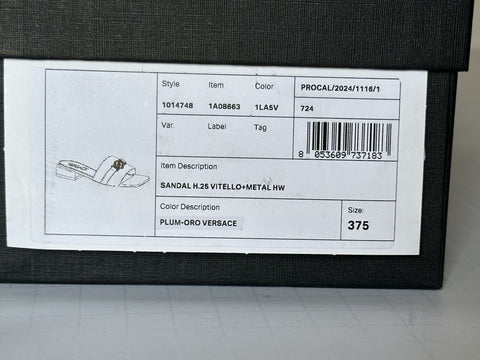 Style Item Color PROCAL/2024/1116/1
1014748 1A08663 1LA5V 724
Var. Label Tag
8 053609 737183
Item Description
SANDAL H.25 VITELLO+METAL HW
Color Description Size:
PLUM-ORO VERSACE 375